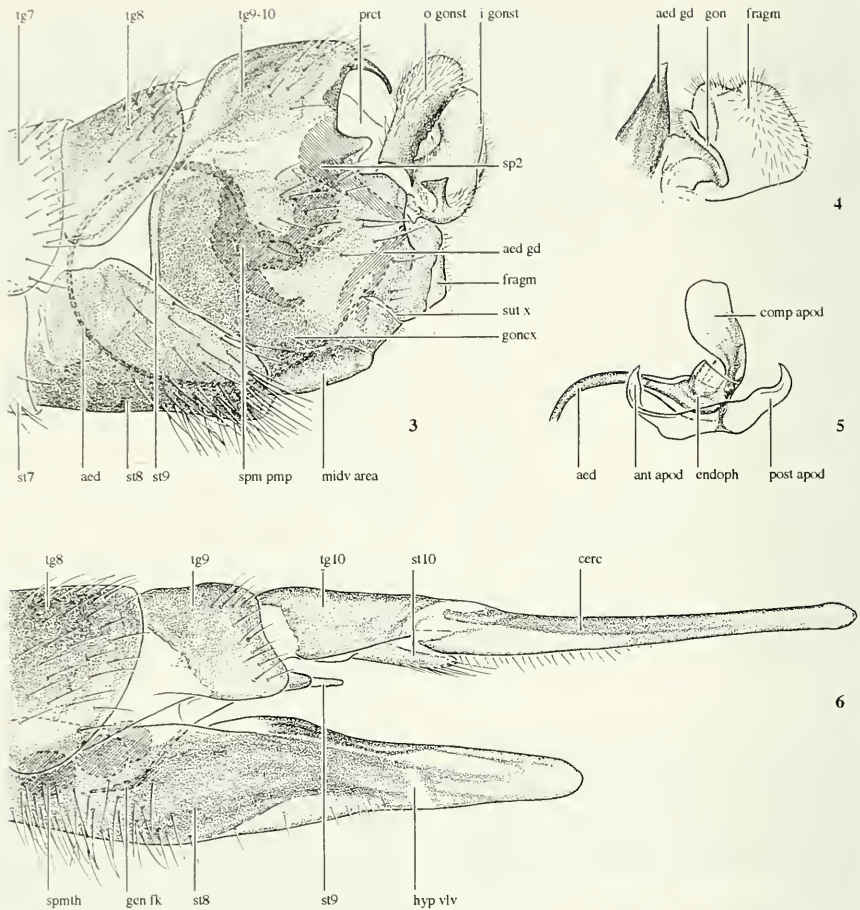 tg7 tg8 tg9-10 prct o gonst i gonst
aed gd gon fragm
sp2
4
aed gd
fragm
sut x
goncx
comp apod
3
5
st7 aed st8 st9 spm pmp midv area
aed ant apod endoph post apod
tg8 tg9 tg10 st10 cerc
6
spmth gen fk st8 st9 hyp vlv